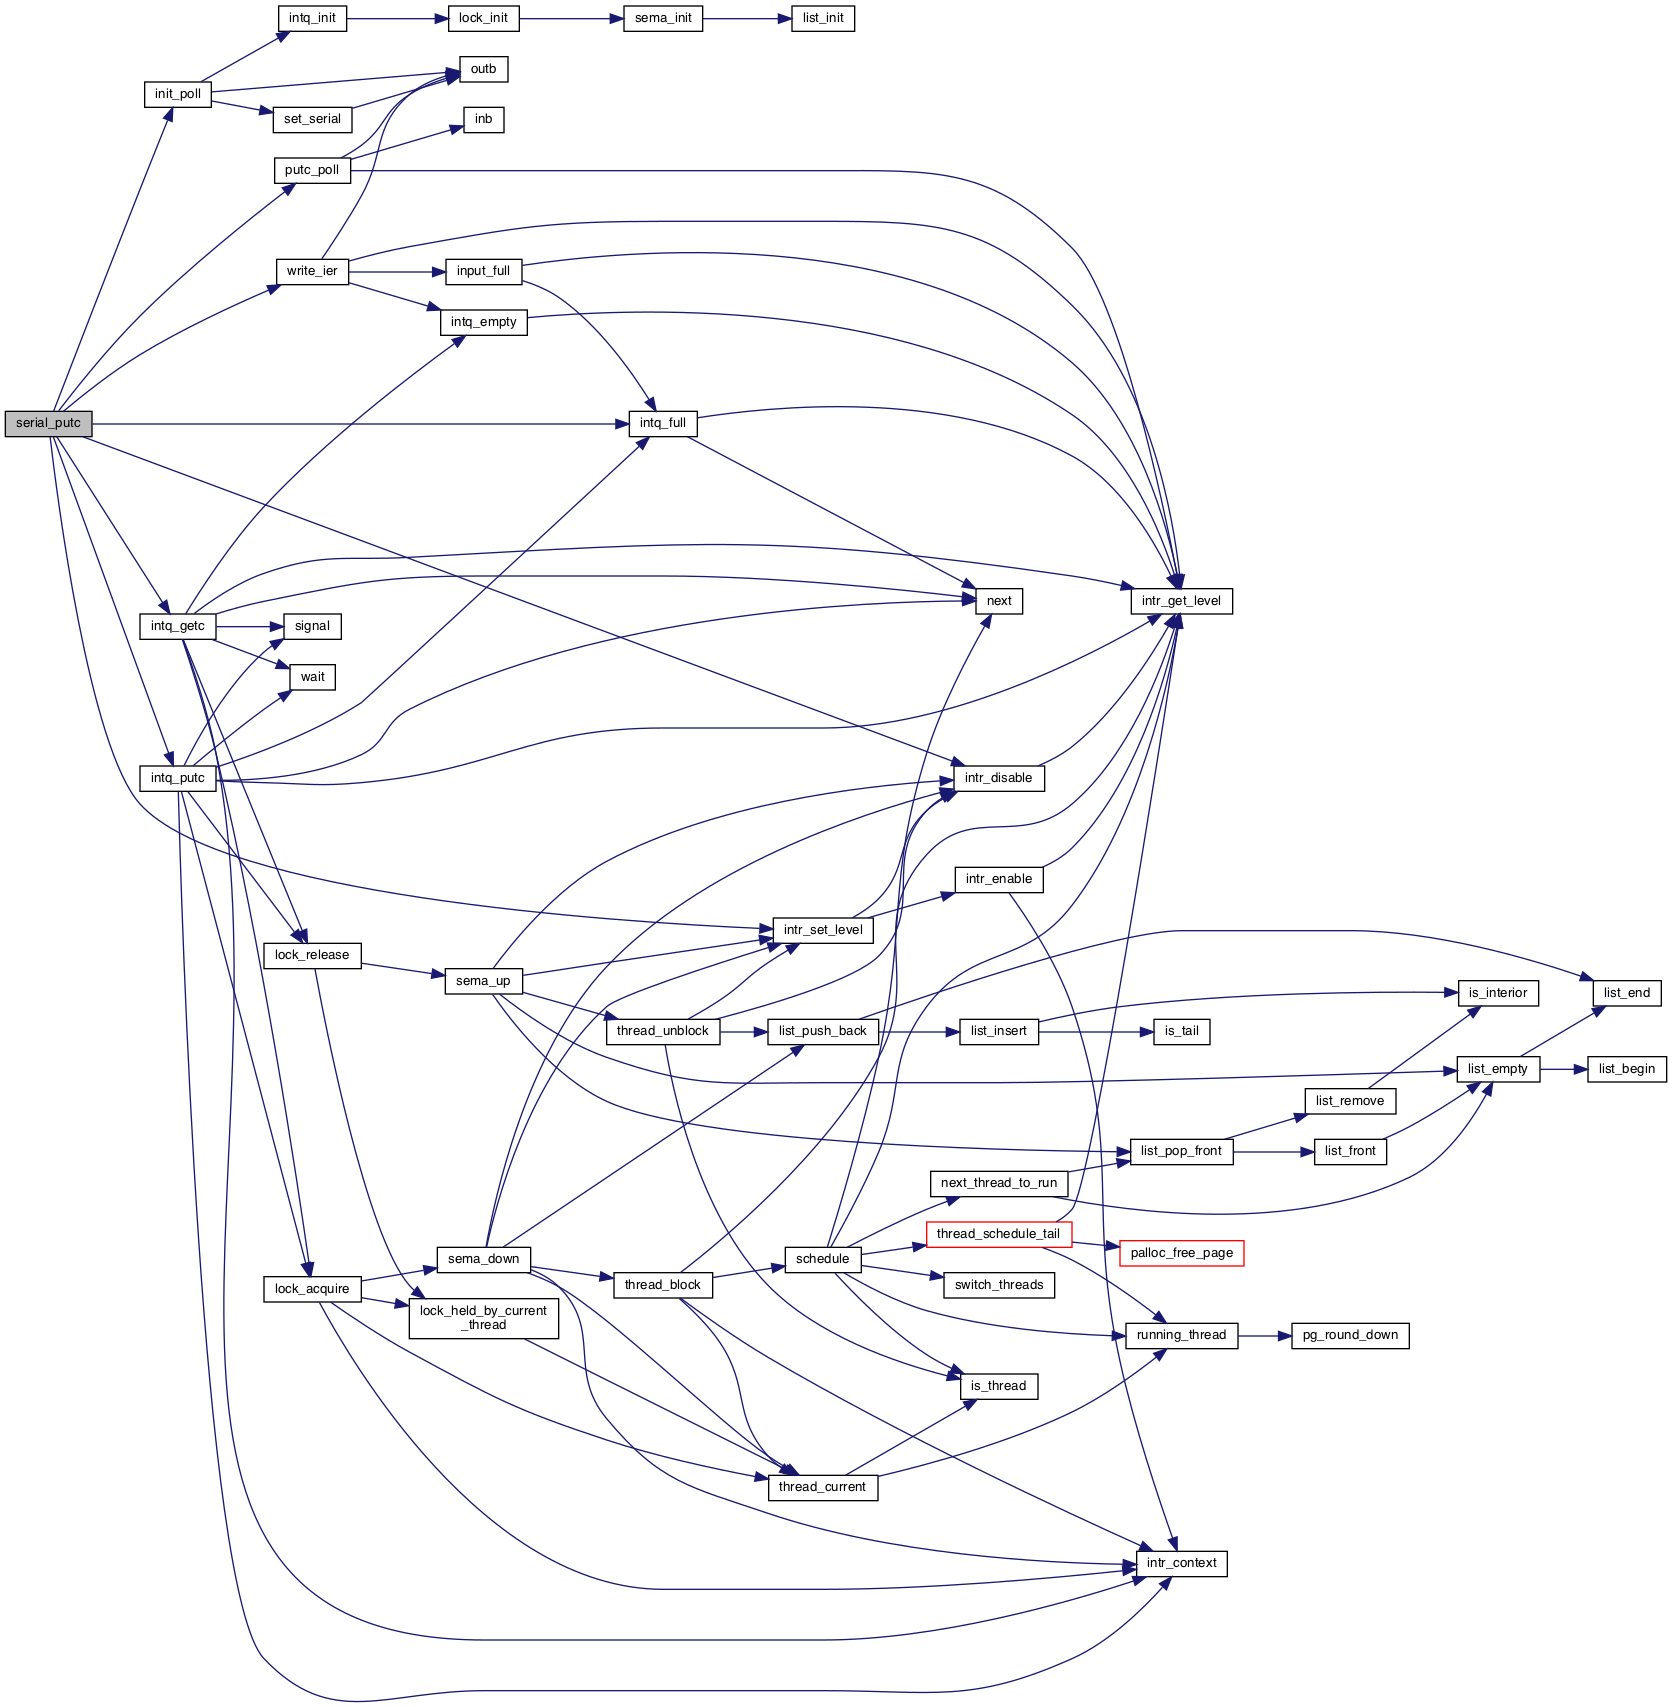 intq_init
lock_init
sema_init
list_init
outb
init_poll
set_serial
inb
putc_poll
write_ier
input_full
intq_empty
serial_putc
intq_full
next
intr_get_level
intq_getc
signal
wait
intq_putc
intr_disable
intr_enable
intr_set_level
lock_release
sema_up
is_interior
list_end
thread_unblock
list_push_back
list_insert
is_tail
list_empty
list_begin
list_remove
list_pop_front
list_front
next_thread_to_run
thread_schedule_tail
palloc_free_page
sema_down
schedule
switch_threads
lock_acquire
thread_block
lock_held_by_current
_thread
running_thread
pg_round_down
is_thread
thread_current
intr_context